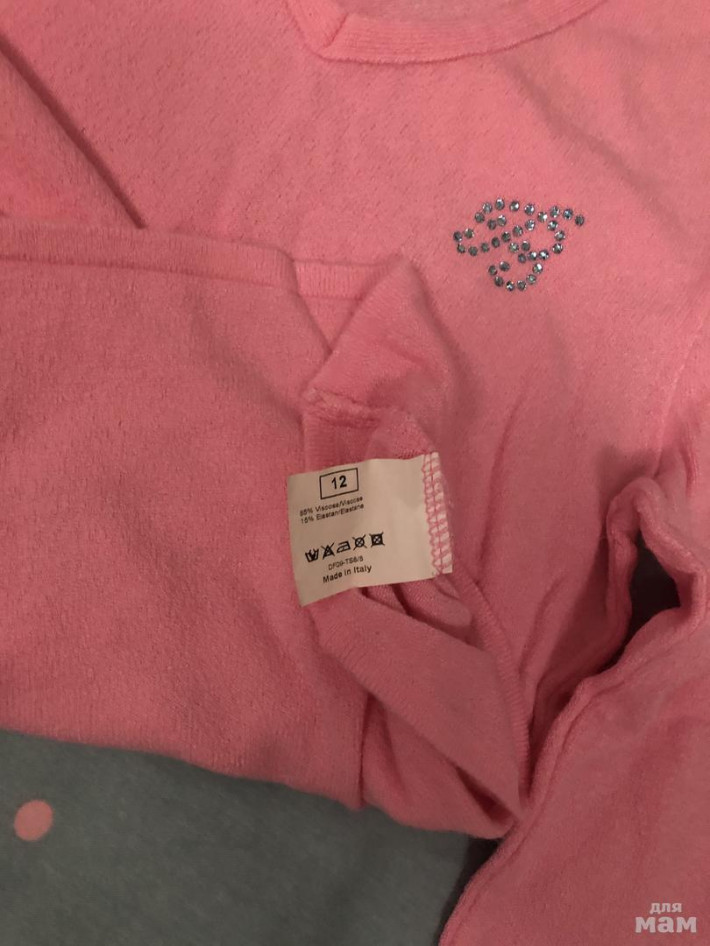 12
85% Viscosa/Viscose
15% Elastan/Elastane
Made in Italy
для
мам